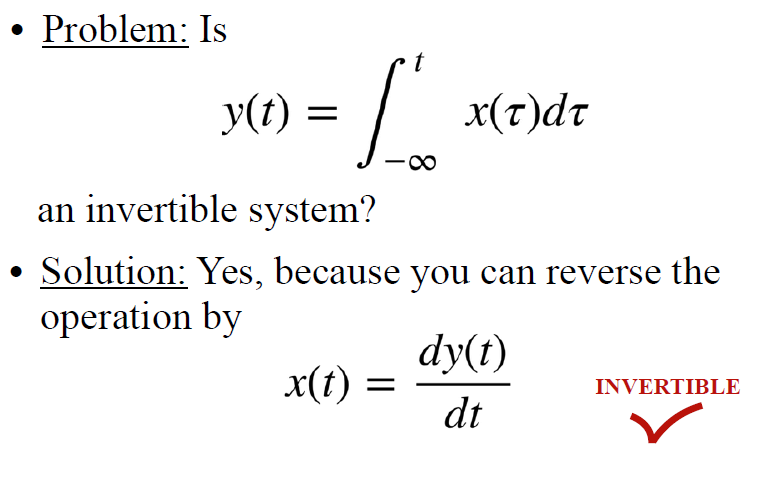 • Problem: Is
y(t) = ∫_{−∞}^{t} x(τ)dτ
an invertible system?
• Solution: Yes, because you can reverse the
operation by
x(t) = dy(t)/dt
INVERTIBLE